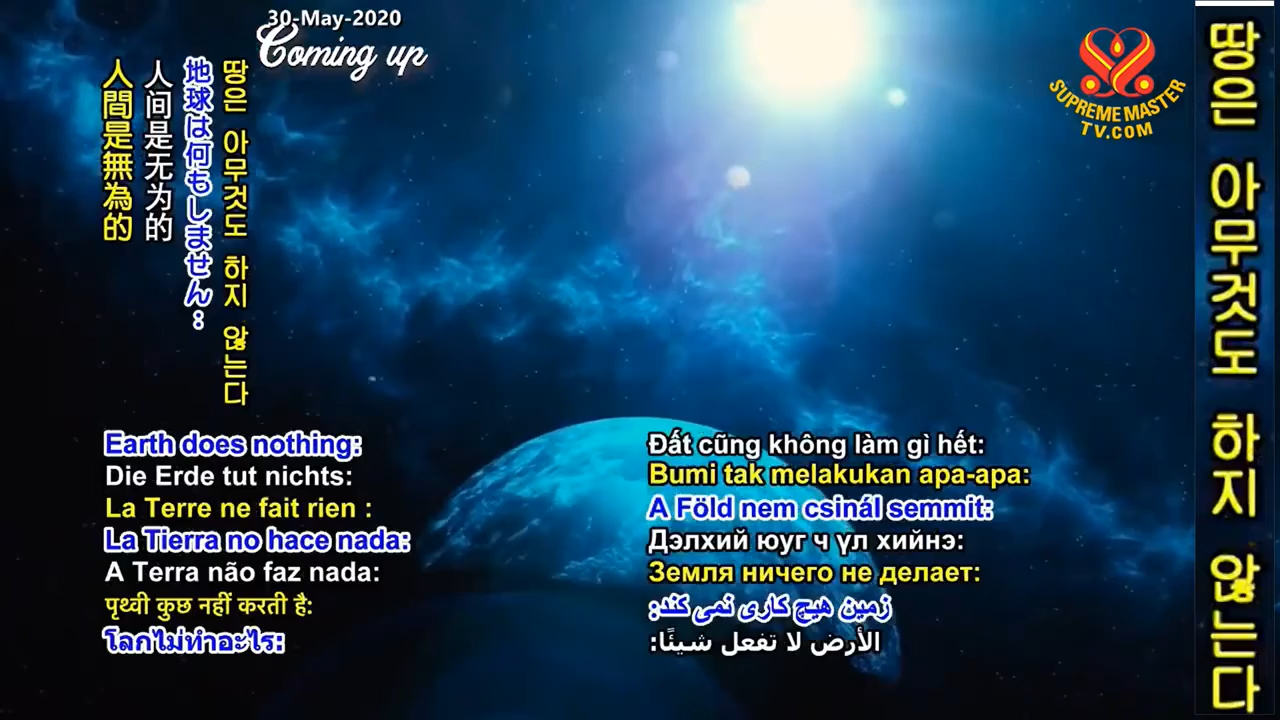 30-May-2020
Coming up
SUPREME MASTER
TV.COM
땅은 아무것도 하지 않는다
地球は何もしません:
人间是无为的
人間是無為的
Earth does nothing:
Die Erde tut nichts:
La Terre ne fait rien :
La Tierra no hace nada:
A Terra não faz nada:
पृथ्वी कुछ नहीं करती है:
โลกไม่ทำอะไร:
Đất cũng không làm gì hết:
Bumi tak melakukan apa-apa:
A Föld nem csinál semmit:
Дэлхий юуг ч үл хийнэ:
Земля ничего не делает:
زمین هیچ کاری نمی کند:
الأرض لا تفعل شيئًا:
땅은 아무것도 하지 않는다